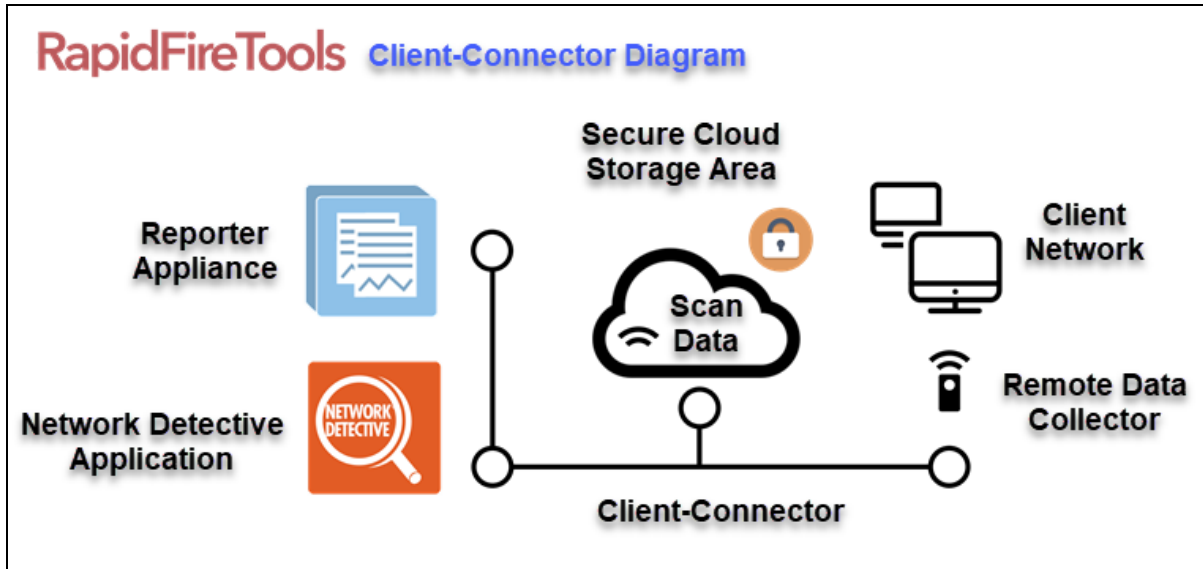 RapidFireTools Client-Connector Diagram
Secure Cloud
Storage Area
Reporter
Appliance
Client
Network
Scan
Data
Remote Data
Collector
NETWORK
DETECTIVE
Network Detective
Application
Client-Connector